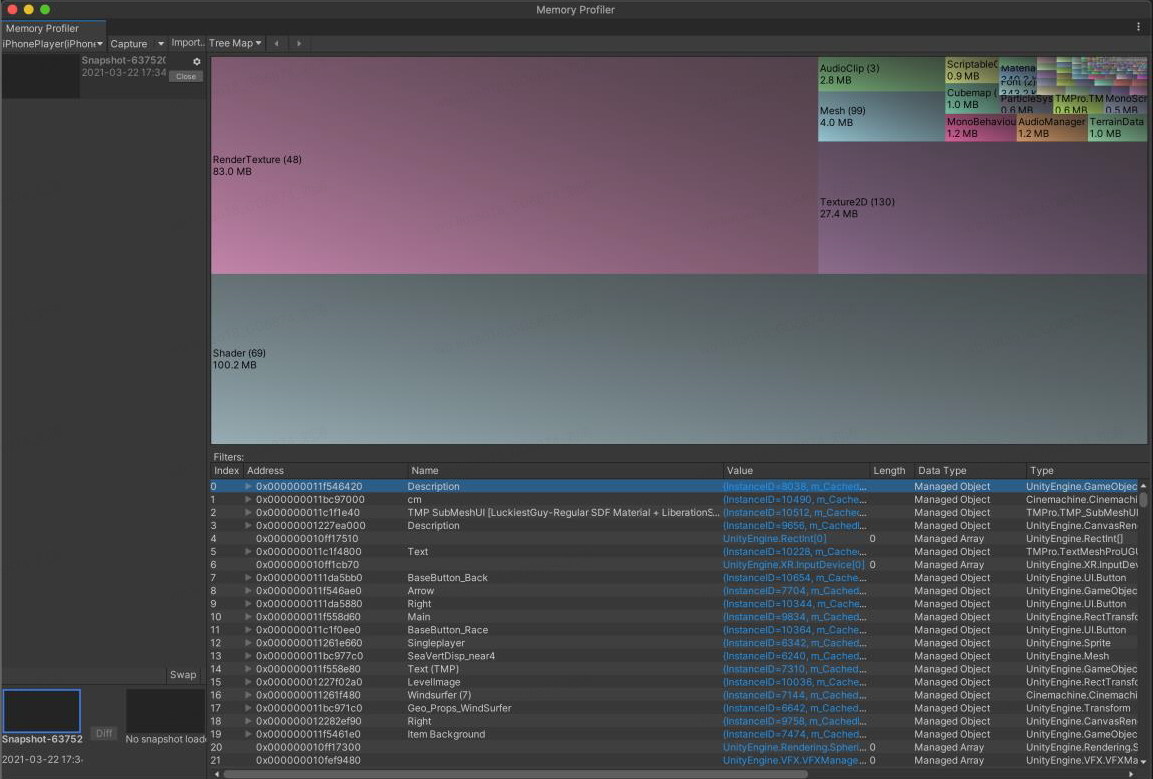 Memory Profiler
Memory Profiler
iPhonePlayer(iPhone Capture Import.. Tree Map
Snapshot-63752(
2021-03-22 17:34
Close
AudioClip (3)
2.8 MB
Mesh (99)
4.0 MB
ScriptableO
0.9 MB
Cubemap (
1.0 MB
Materia
Font (2)
343.2 K
ParticleSys
0.6 MB
TMPro.TM
0.6 MB
MonoScr
0.5 MB
MonoBehaviou
1.2 MB
AudioManager
1.2 MB
TerrainData
1.0 MB
RenderTexture (48)
83.0 MB
Texture2D (130)
27.4 MB
Shader (69)
100.2 MB
Filters:
Index Address Name Value Length Data Type Type
0 0x000000011f546420 Description {InstanceID=8038, m_Cached... Managed Object UnityEngine.GameObjec
1 0x000000011bc97000 cm {InstanceID=10490, m_Cache... Managed Object Cinemachine.Cinemachi
2 0x000000011c1f1e40 TMP SubMeshUI [LuckiestGuy-Regular SDF Material + LiberationS... {InstanceID=10512, m_Cache... Managed Object TMPro.TMP_SubMeshUI
3 0x00000001227ea000 Description {InstanceID=9656, m_Cached... Managed Object UnityEngine.CanvasRen
4 0x000000010ff17510 UnityEngine.RectInt[0] 0 Managed Array UnityEngine.RectInt[]
5 0x000000011c1f4800 Text {InstanceID=10228, m_Cache... Managed Object TMPro.TextMeshProUGU
6 0x000000010ff1cb70 UnityEngine.XR.InputDevice[0] 0 Managed Array UnityEngine.XR.InputDev
7 0x0000000111da5bb0 BaseButton_Back {InstanceID=10654, m_Cache... Managed Object UnityEngine.UI.Button
8 0x000000011f546ae0 Arrow {InstanceID=7704, m_Cached... Managed Object UnityEngine.GameObjec
9 0x0000000111da5880 Right {InstanceID=10344, m_Cache... Managed Object UnityEngine.UI.Button
10 0x000000011f558d60 Main {InstanceID=9834, m_Cached... Managed Object UnityEngine.RectTransfo
11 0x000000011c1f0ee0 BaseButton_Race {InstanceID=10364, m_Cache... Managed Object UnityEngine.UI.Button
12 0x000000011261e660 Singleplayer {InstanceID=6342, m_Cached... Managed Object UnityEngine.Sprite
13 0x000000011bc977c0 SeaVertDisp_near4 {InstanceID=6240, m_Cached... Managed Object UnityEngine.Mesh
14 0x000000011f558e80 Text (TMP) {InstanceID=7310, m_Cached... Managed Object UnityEngine.GameObjec
15 0x00000001227f02a0 LevelImage {InstanceID=10036, m_Cache... Managed Object UnityEngine.RectTransfo
16 0x000000011261f480 Windsurfer (7) {InstanceID=7144, m_Cached... Managed Object Cinemachine.Cinemachi
17 0x000000011bc971c0 Geo_Props_WindSurfer {InstanceID=6642, m_Cached... Managed Object UnityEngine.Transform
18 0x000000012282ef90 Right {InstanceID=9758, m_Cached... Managed Object UnityEngine.CanvasRen
19 0x000000011f5461e0 Item Background {InstanceID=7474, m_Cached... Managed Object UnityEngine.GameObjec
20 0x000000010ff17300 UnityEngine.Rendering.Spheri... 0 Managed Array UnityEngine.Rendering.S
21 0x000000010fef9480 UnityEngine.VFX.VFXManage... 0 Managed Array UnityEngine.VFX.VFXMa
Swap
Diff
Snapshot-63752 No snapshot loade
2021-03-22 17:3